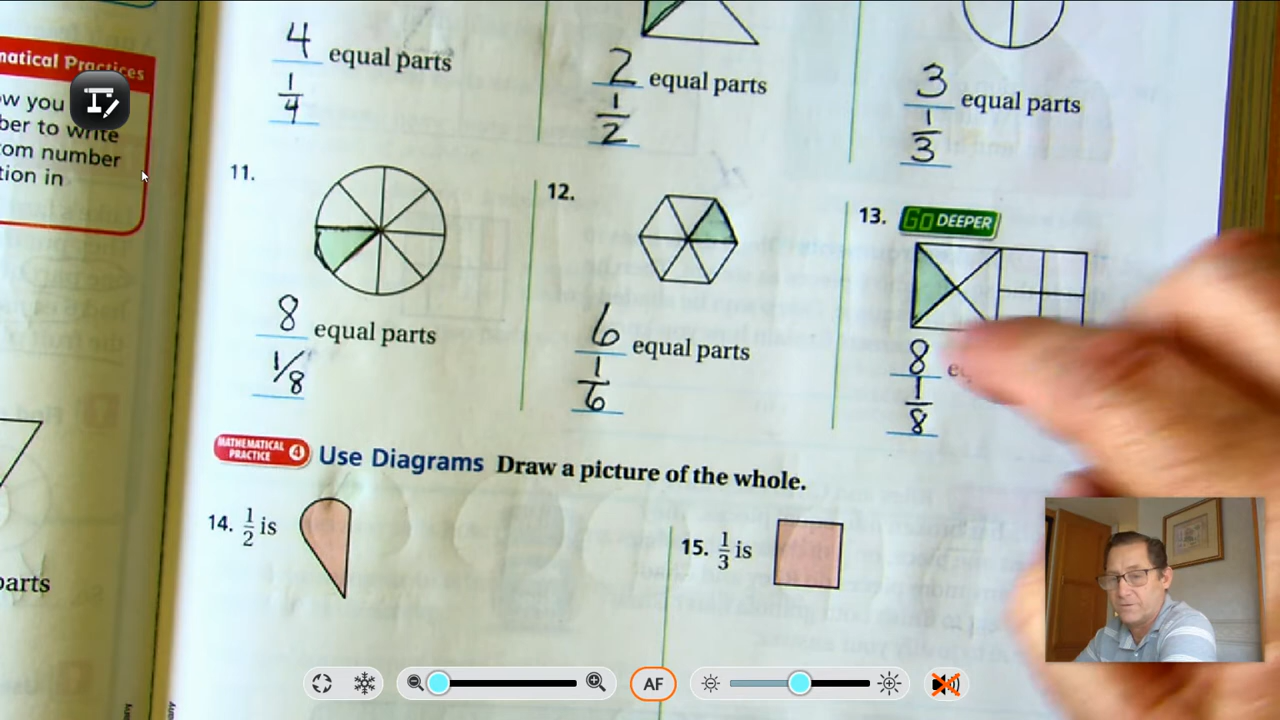 matical Practices
ow you
ber to write
tom number
tion in
parts
4 equal parts
1/4
2 equal parts
1/2
3 equal parts
1/3
11.
8 equal parts
1/8
12.
6 equal parts
1/6
13. GO DEEPER
8
1/8
MATHEMATICAL PRACTICE 4 Use Diagrams Draw a picture of the whole.
14. 1/2 is
15. 1/3 is
AF